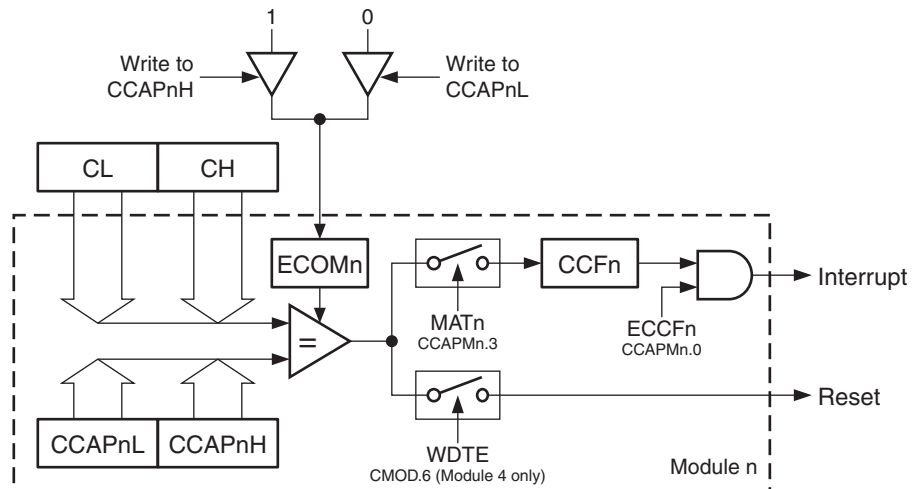 1
0
Write to
CCAPnH
Write to
CCAPnL
CL
CH
ECOMn
CCFn
Interrupt
MATn
CCAPMn.3
ECCFn
CCAPMn.0
=
Reset
CCAPnL
CCAPnH
WDTE
CMOD.6 (Module 4 only)
Module n